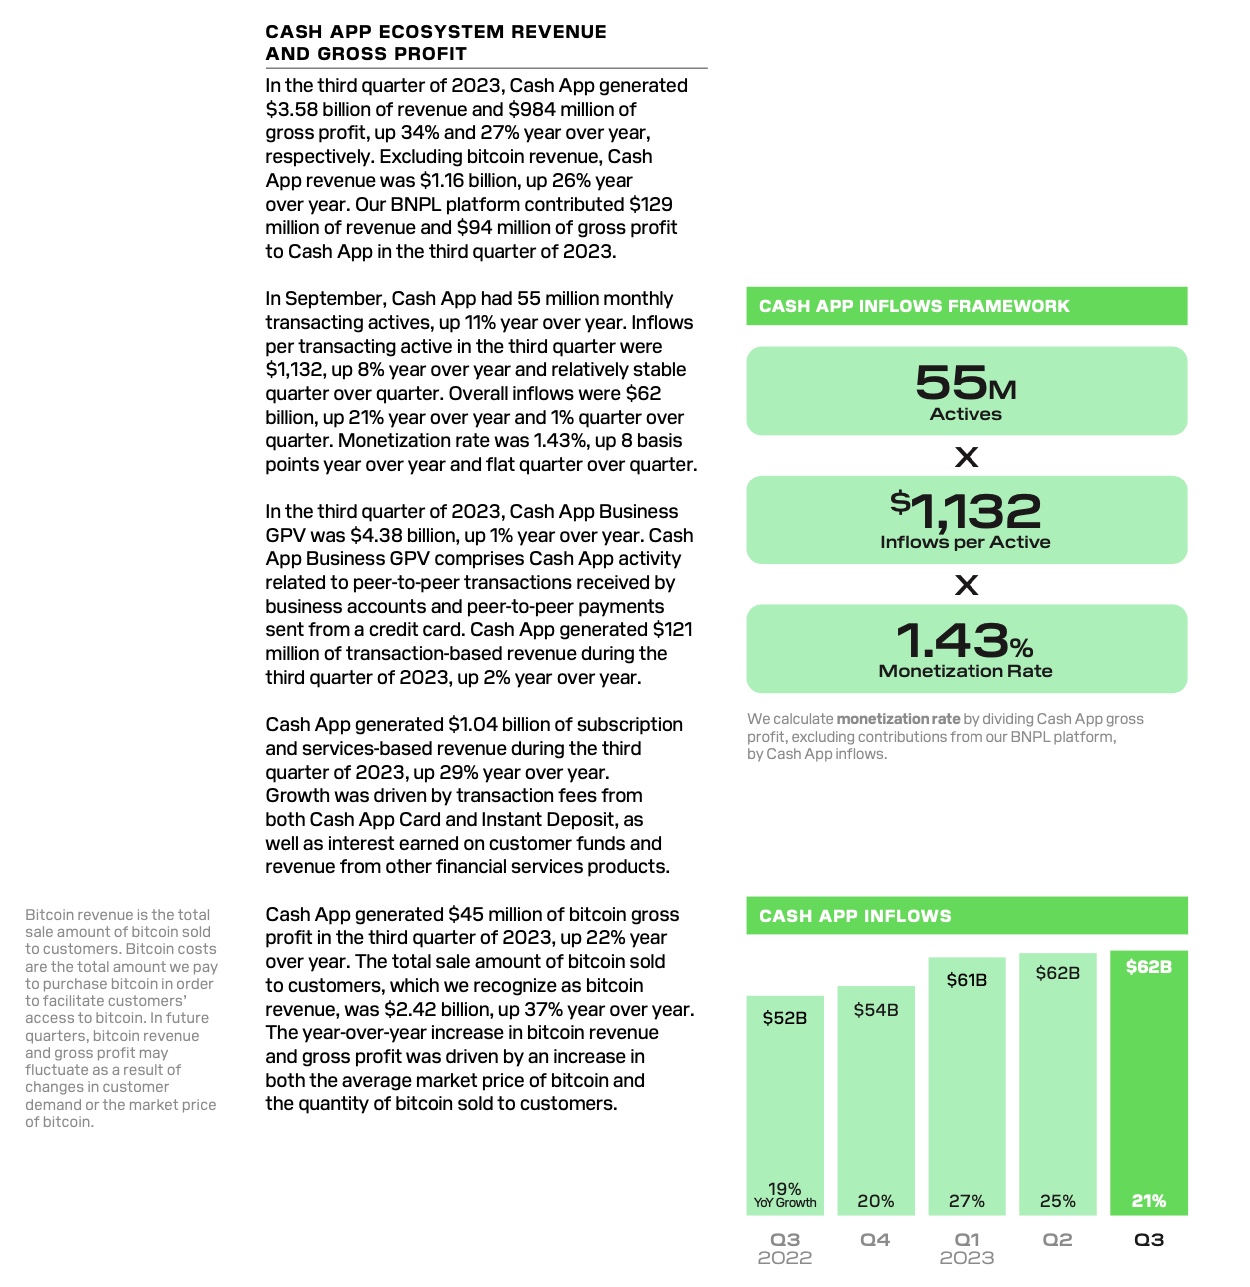 CASH APP ECOSYSTEM REVENUE
AND GROSS PROFIT
In the third quarter of 2023, Cash App generated
$3.58 billion of revenue and $984 million of
gross profit, up 34% and 27% year over year,
respectively. Excluding bitcoin revenue, Cash
App revenue was $1.16 billion, up 26% year
over year. Our BNPL platform contributed $129
million of revenue and $94 million of gross profit
to Cash App in the third quarter of 2023.
In September, Cash App had 55 million monthly
transacting actives, up 11% year over year. Inflows
per transacting active in the third quarter were
$1,132, up 8% year over year and relatively stable
quarter over quarter. Overall inflows were $62
billion, up 21% year over year and 1% quarter over
quarter. Monetization rate was 1.43%, up 8 basis
points year over year and flat quarter over quarter.
In the third quarter of 2023, Cash App Business
GPV was $4.38 billion, up 1% year over year. Cash
App Business GPV comprises Cash App activity
related to peer-to-peer transactions received by
business accounts and peer-to-peer payments
sent from a credit card. Cash App generated $121
million of transaction-based revenue during the
third quarter of 2023, up 2% year over year.
Cash App generated $1.04 billion of subscription
and services-based revenue during the third
quarter of 2023, up 29% year over year.
Growth was driven by transaction fees from
both Cash App Card and Instant Deposit, as
well as interest earned on customer funds and
revenue from other financial services products.
Cash App generated $45 million of bitcoin gross
profit in the third quarter of 2023, up 22% year
over year. The total sale amount of bitcoin sold
to customers, which we recognize as bitcoin
revenue, was $2.42 billion, up 37% year over year.
The year-over-year increase in bitcoin revenue
and gross profit was driven by an increase in
both the average market price of bitcoin and
the quantity of bitcoin sold to customers.
Bitcoin revenue is the total
sale amount of bitcoin sold
to customers. Bitcoin costs
are the total amount we pay
to purchase bitcoin in order
to facilitate customers'
access to bitcoin. In future
quarters, bitcoin revenue
and gross profit may
fluctuate as a result of
changes in customer
demand or the market price
of bitcoin.
CASH APP INFLOWS FRAMEWORK
55M
Actives
X
$1,132
Inflows per Active
X
1.43%
Monetization Rate
We calculate monetization rate by dividing Cash App gross
profit, excluding contributions from our BNPL platform,
by Cash App inflows.
CASH APP INFLOWS
$52B $54B $61B $62B $62B
19% 20% 27% 25% 21%
YoY Growth
Q3 Q4 Q1 Q2 Q3
2022 2023